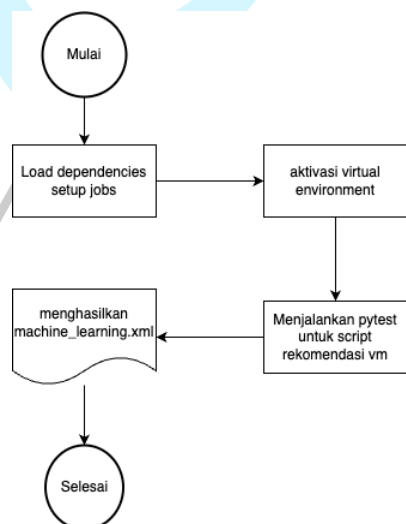 Mulai
Load dependencies
setup jobs
aktivasi virtual
environment
Menjalankan pytest
untuk script
rekomendasi vm
menghasilkan
machine_learning.xml
Selesai